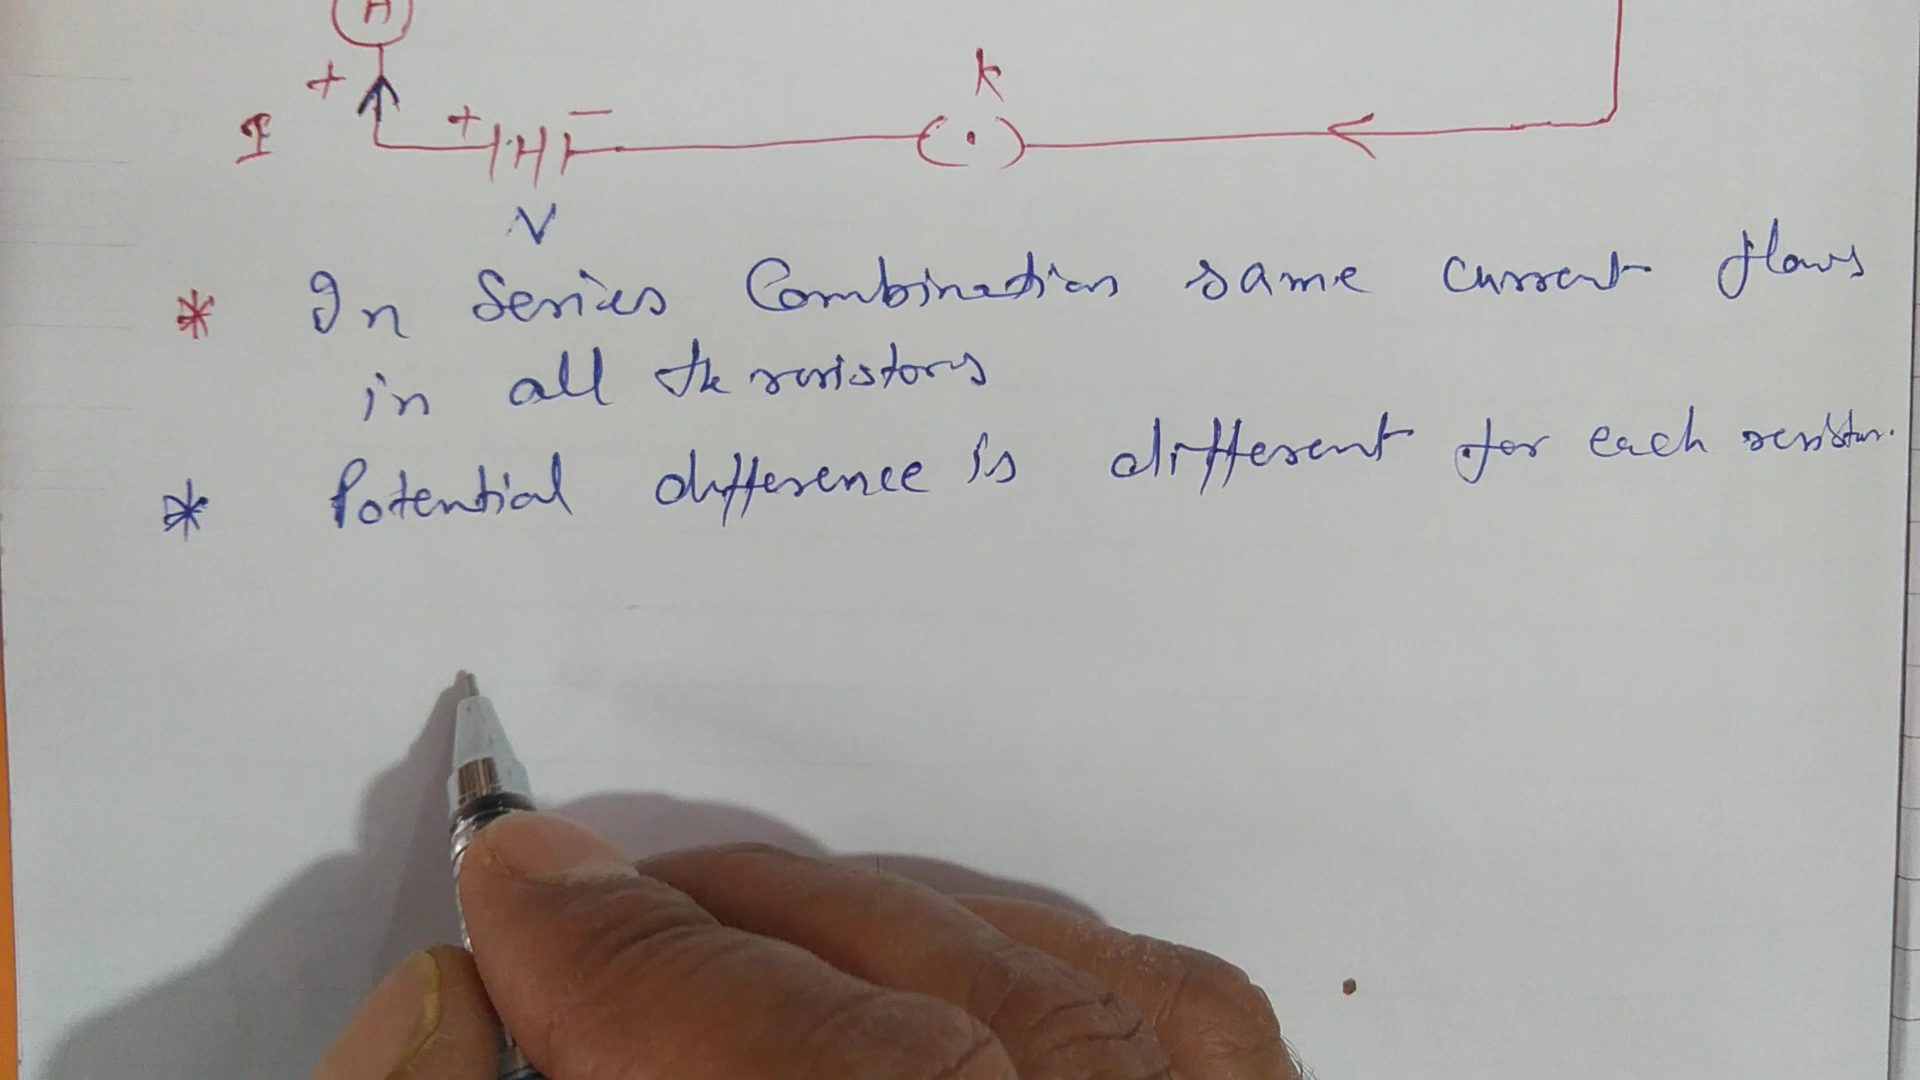 A
+
K
I
+
−
V
* In Series Combination same current flows
in all the resistors
* Potential difference is different for each resistor.